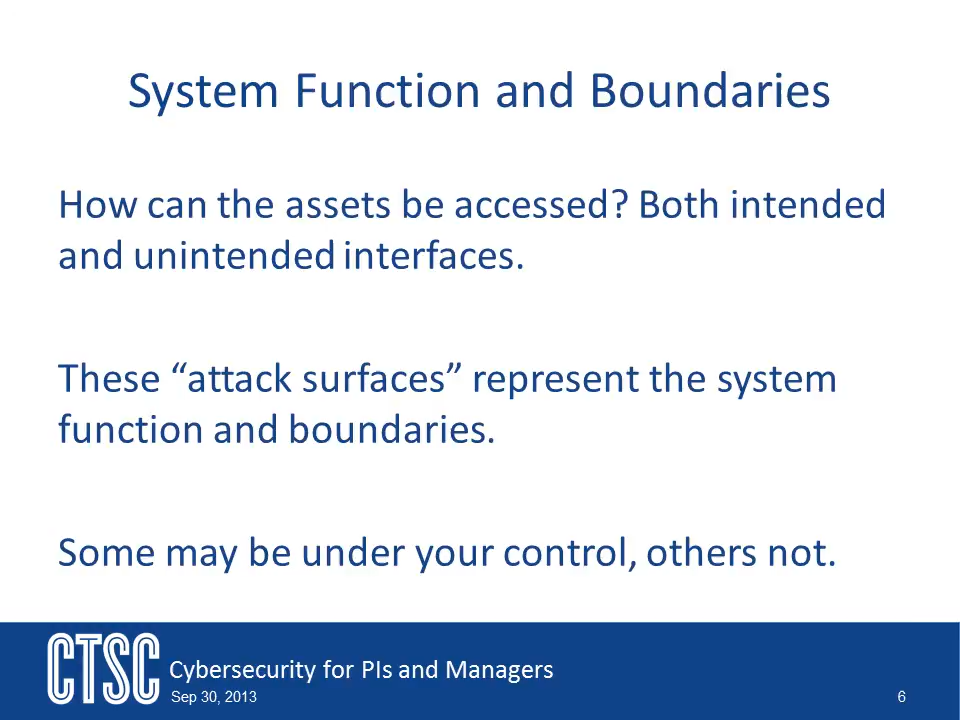 System Function and Boundaries
How can the assets be accessed? Both intended
and unintended interfaces.
These “attack surfaces” represent the system
function and boundaries.
Some may be under your control, others not.
CTSC
Cybersecurity for PIs and Managers
Sep 30, 2013
6